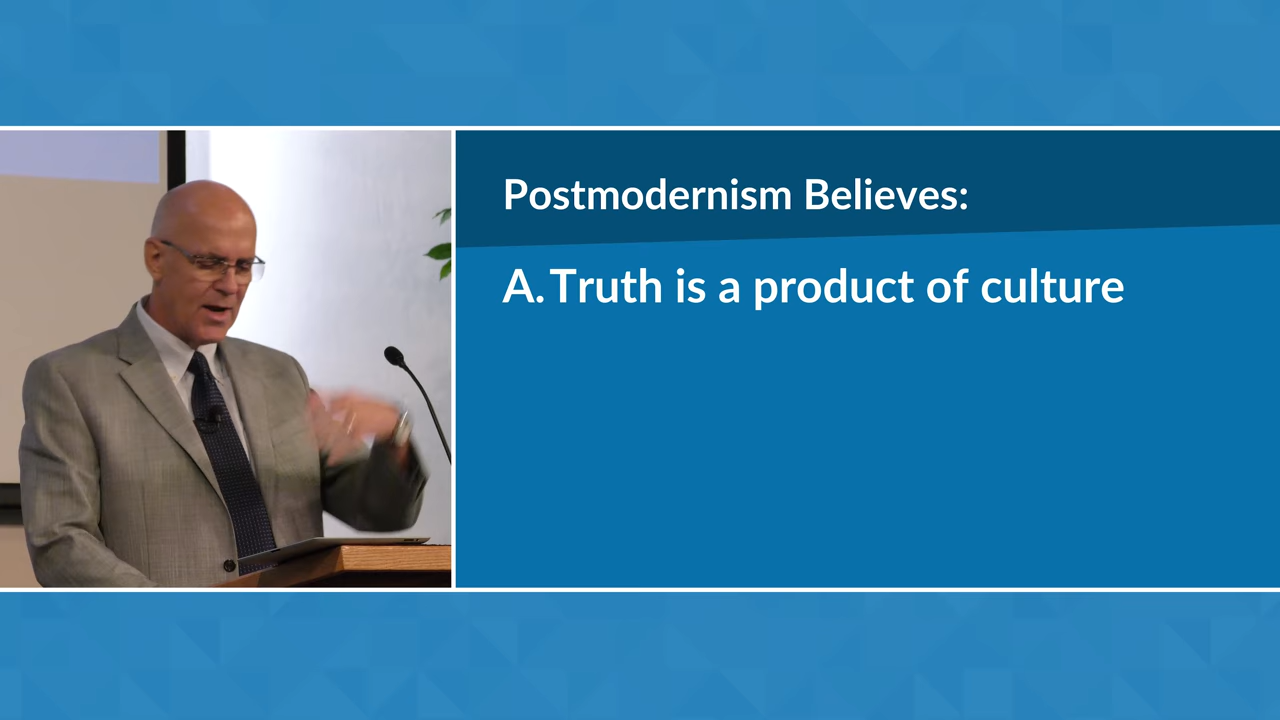 Postmodernism Believes:
A. Truth is a product of culture